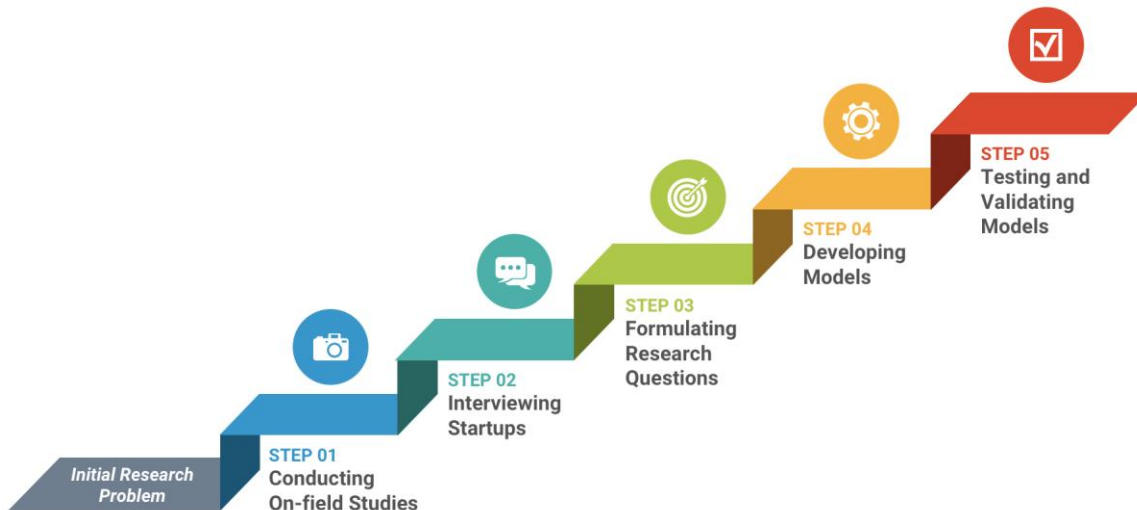 Initial Research
Problem
STEP 01
Conducting
On-field Studies
STEP 02
Interviewing
Startups
STEP 03
Formulating
Research
Questions
STEP 04
Developing
Models
STEP 05
Testing and
Validating
Models